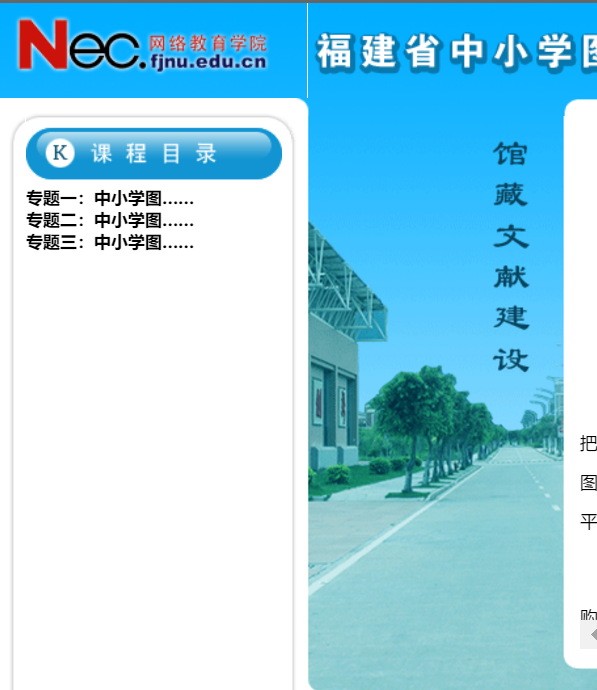 Nec. 网络教育学院
fjnu.edu.cn
福建省中小学图
K 课程目录
专题一：中小学图……
专题二：中小学图……
专题三：中小学图……
馆藏文献建设
把
图
平
购